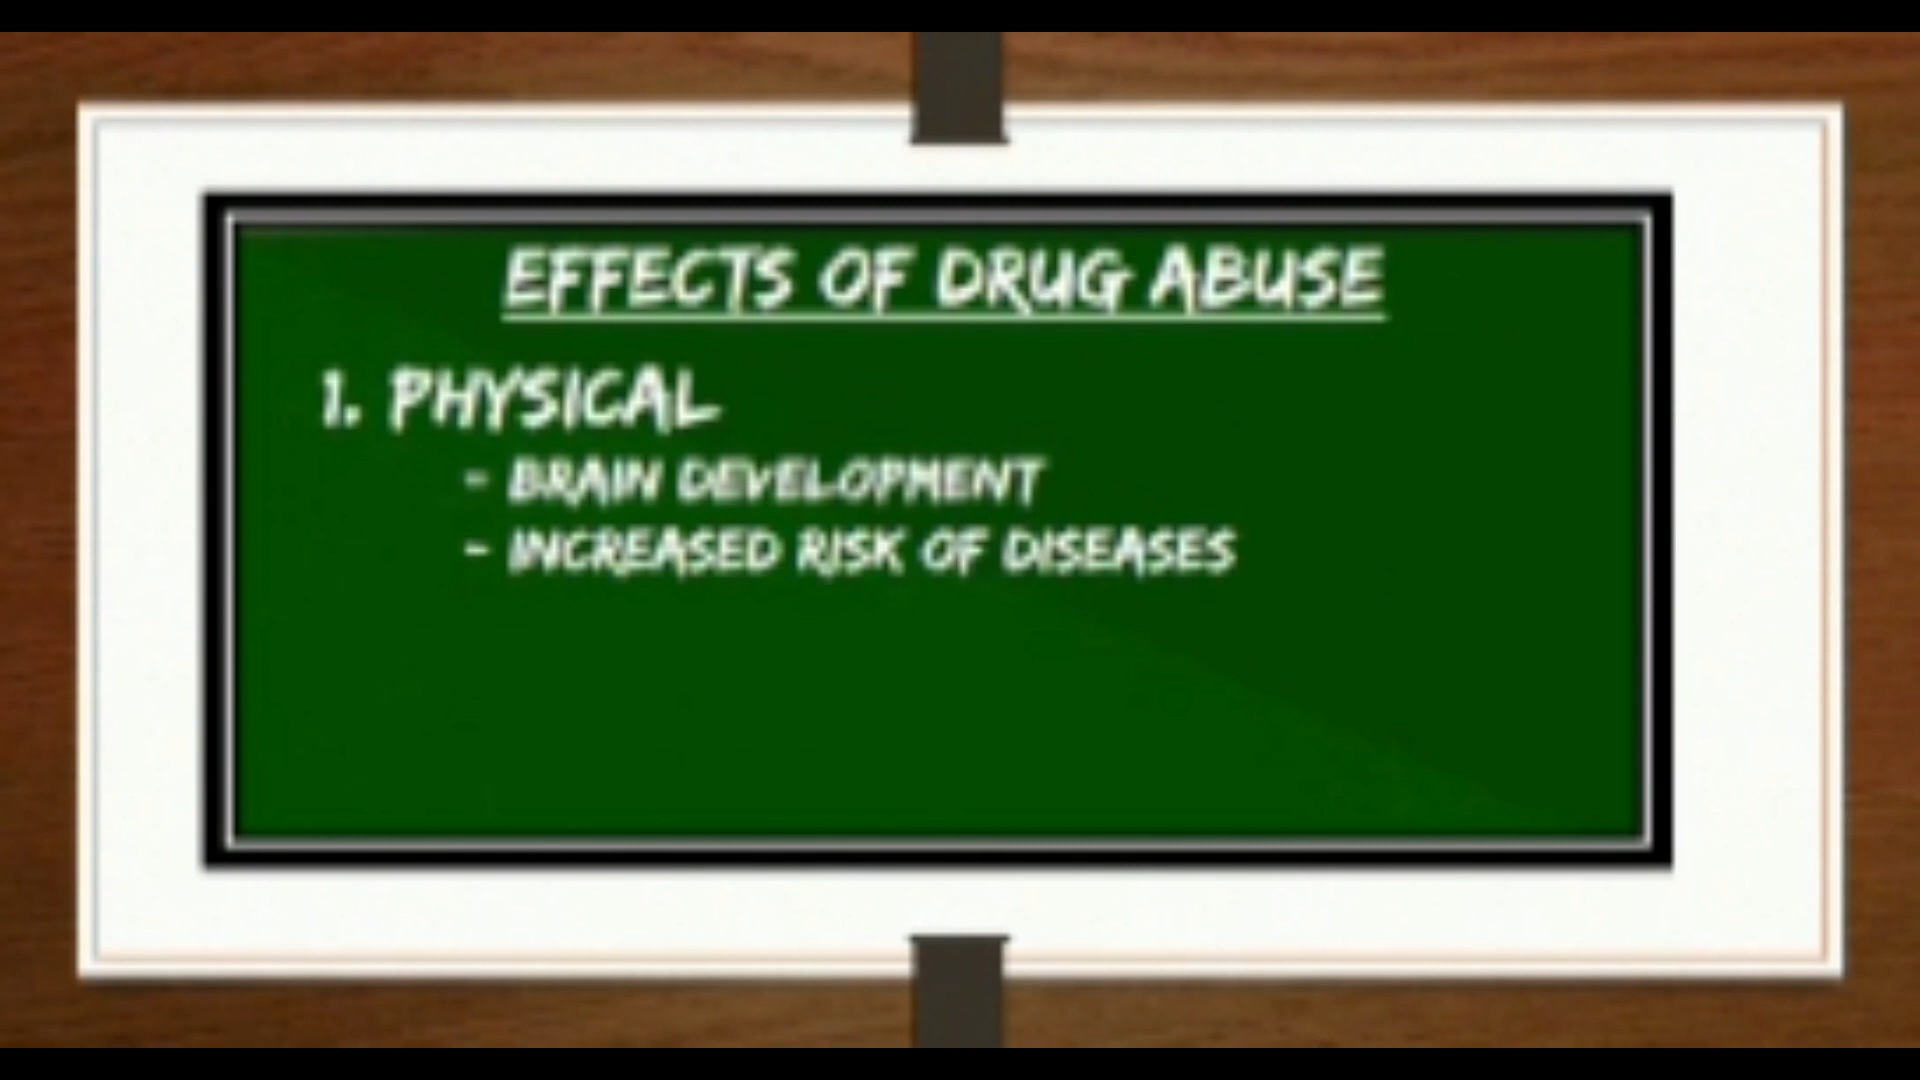 EFFECTS OF DRUG ABUSE
1. PHYSICAL
- BRAIN DEVELOPMENT
- INCREASED RISK OF DISEASES